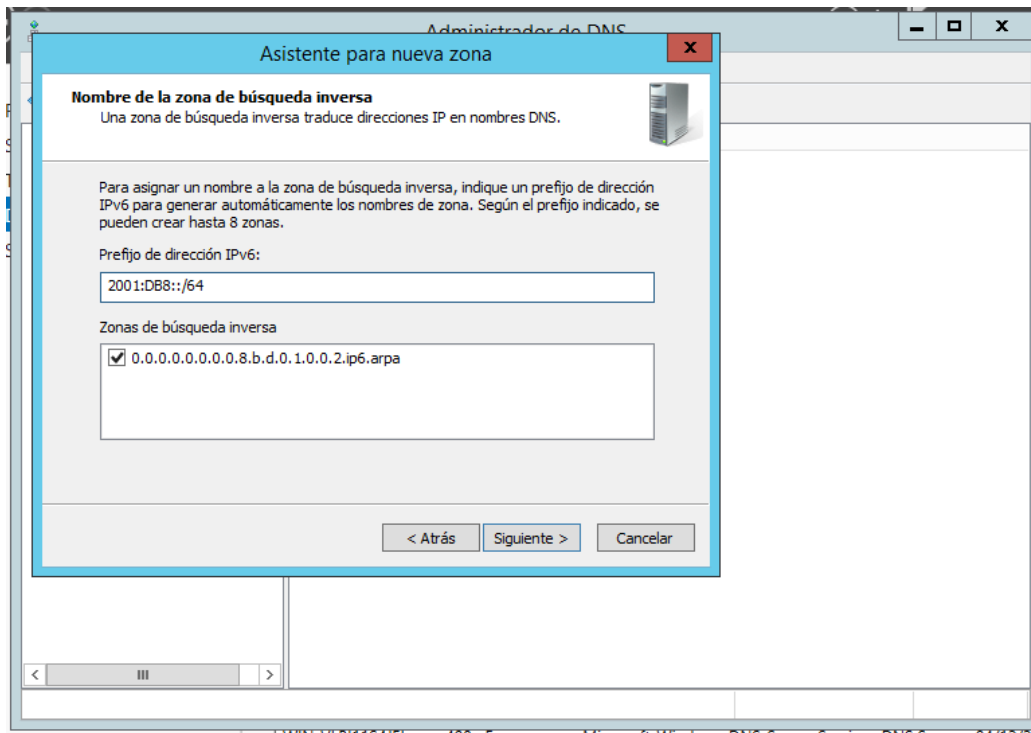 Administrador de DNS
Asistente para nueva zona
Nombre de la zona de búsqueda inversa
Una zona de búsqueda inversa traduce direcciones IP en nombres DNS.
Para asignar un nombre a la zona de búsqueda inversa, indique un prefijo de dirección
IPv6 para generar automáticamente los nombres de zona. Según el prefijo indicado, se
pueden crear hasta 8 zonas.
Prefijo de dirección IPv6:
2001:DB8::/64
Zonas de búsqueda inversa
0.0.0.0.0.0.0.0.8.b.d.0.1.0.0.2.ip6.arpa
< Atrás
Siguiente >
Cancelar